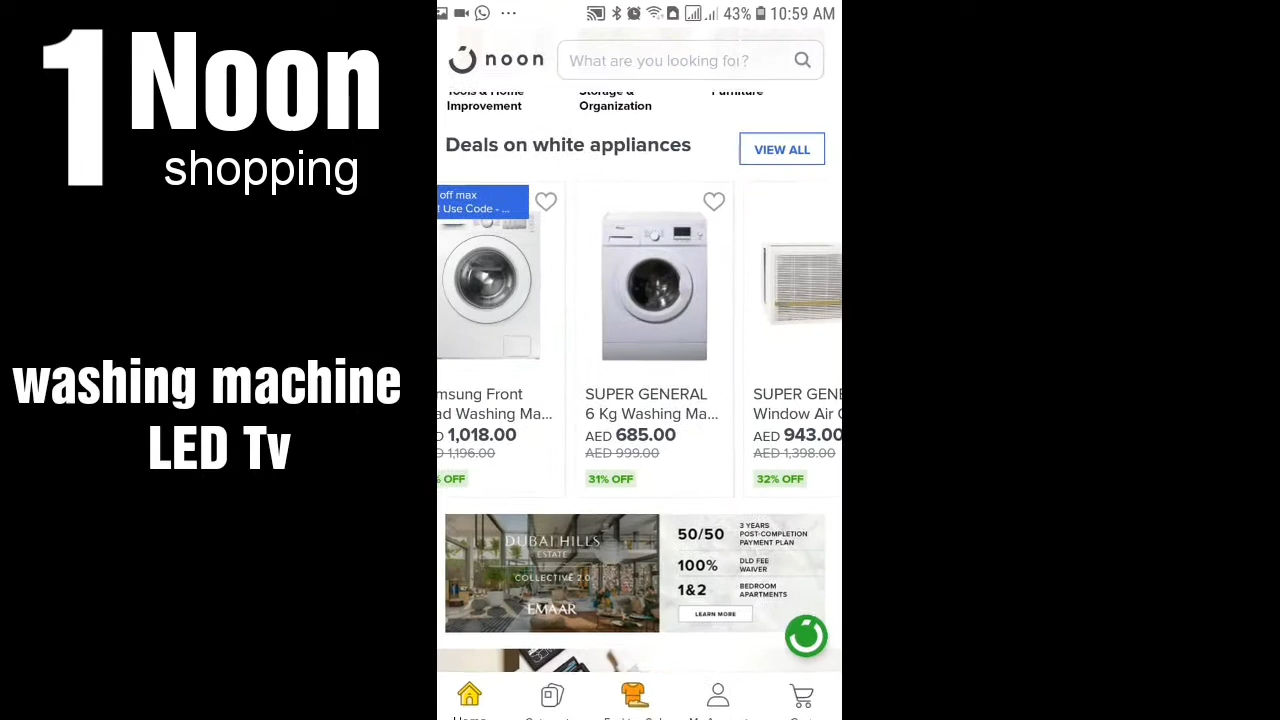 1 Noon
shopping
washing machine
LED Tv
43% 10:59 AM
noon
What are you looking for?
Tools & Home
Improvement
Storage &
Organization
Furniture
Deals on white appliances
VIEW ALL
off max
! Use Code - ...
msung Front
ad Washing Ma...
D 1,018.00
D 1,196.00
% OFF
SUPER GENERAL
6 Kg Washing Ma...
AED 685.00
AED 999.00
31% OFF
SUPER GENE
Window Air C
AED 943.00
AED 1,398.00
32% OFF
DUBAI HILLS
ESTATE
COLLECTIVE 2.0
EMAAR
50/50
3 YEARS
POST-COMPLETION
PAYMENT PLAN
100%
DLD FEE
WAIVER
1&2
BEDROOM
APARTMENTS
LEARN MORE
Home